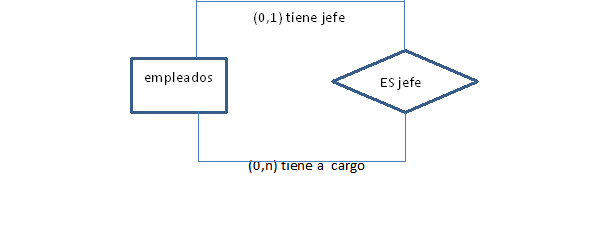 (0,1) tiene jefe
empleados
ES jefe
(0,n) tiene a cargo